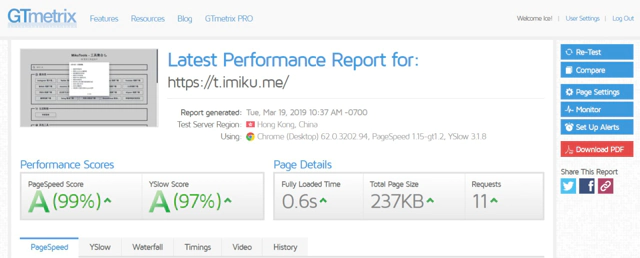 GTmetrix
Features Resources Blog GTmetrix PRO
Welcome Ice! | User Settings | Log Out
Latest Performance Report for:
https://t.imiku.me/
Report generated: Tue, Mar 19, 2019 10:37 AM -0700
Test Server Region: Hong Kong, China
Using: Chrome (Desktop) 62.0.3202.94, PageSpeed 1.15-gt1.2, YSlow 3.1.8
Re-Test
Compare
Page Settings
Monitor
Set Up Alerts
Download PDF
Share This Report
Performance Scores
PageSpeed Score YSlow Score
A (99%) A (97%)
Page Details
Fully Loaded Time Total Page Size Requests
0.6s 237KB 11
PageSpeed YSlow Waterfall Timings Video History